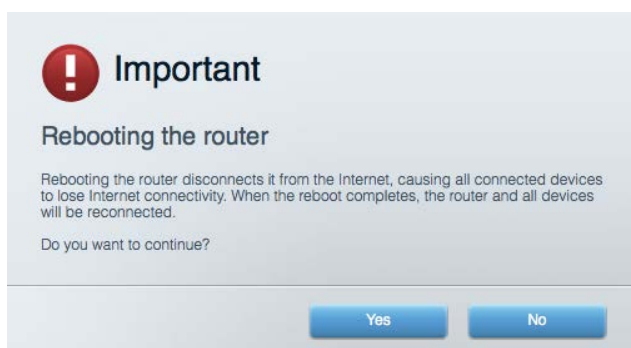 Important
Rebooting the router
Rebooting the router disconnects it from the Internet, causing all connected devices
to lose Internet connectivity. When the reboot completes, the router and all devices
will be reconnected.
Do you want to continue?
Yes No